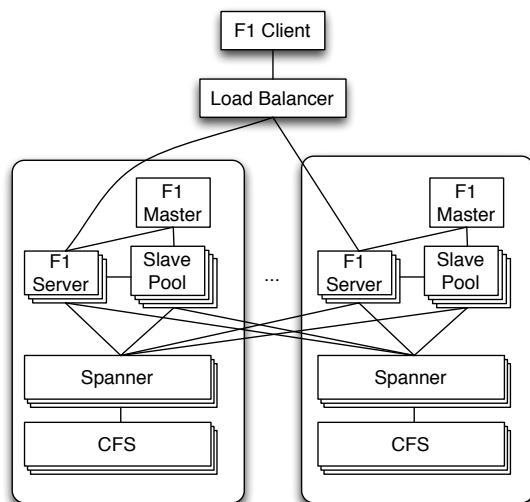 F1 Client
Load Balancer
F1
Master
F1
Server
Slave
Pool
Spanner
CFS
...
F1
Master
F1
Server
Slave
Pool
Spanner
CFS